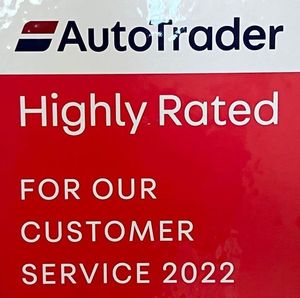 AutoTrader
Highly Rated
FOR OUR
CUSTOMER
SERVICE 2022